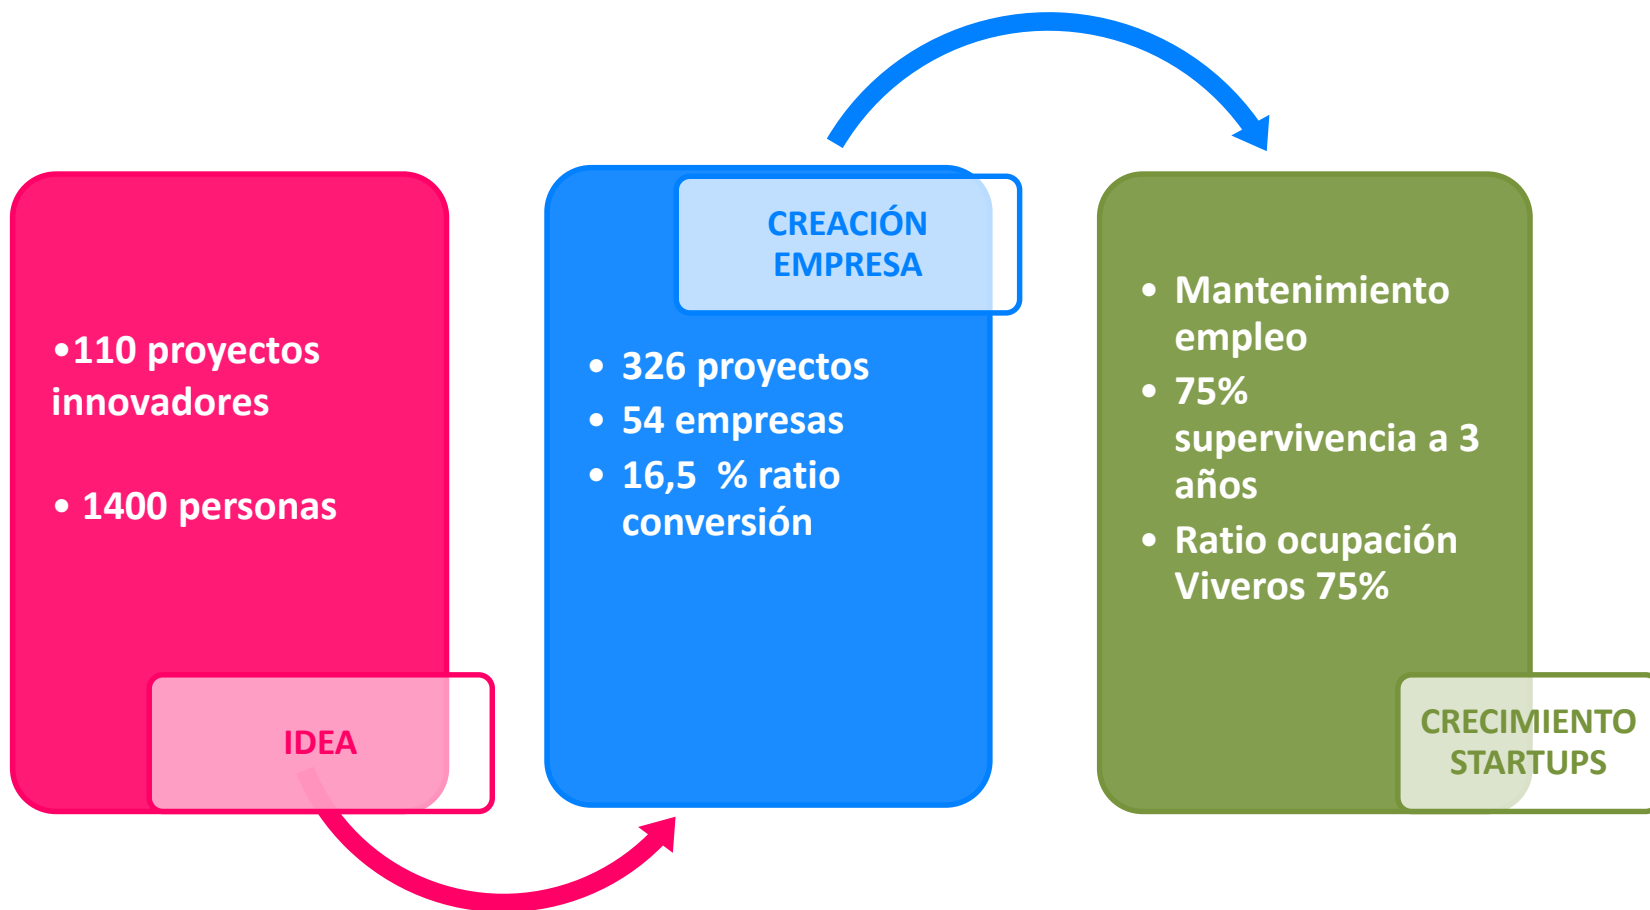 •110 proyectos
innovadores
• 1400 personas
IDEA
CREACIÓN
EMPRESA
• 326 proyectos
• 54 empresas
• 16,5  % ratio
conversión
• Mantenimiento
empleo
• 75%
supervivencia a 3
años
• Ratio ocupación
Viveros 75%
CRECIMIENTO
STARTUPS